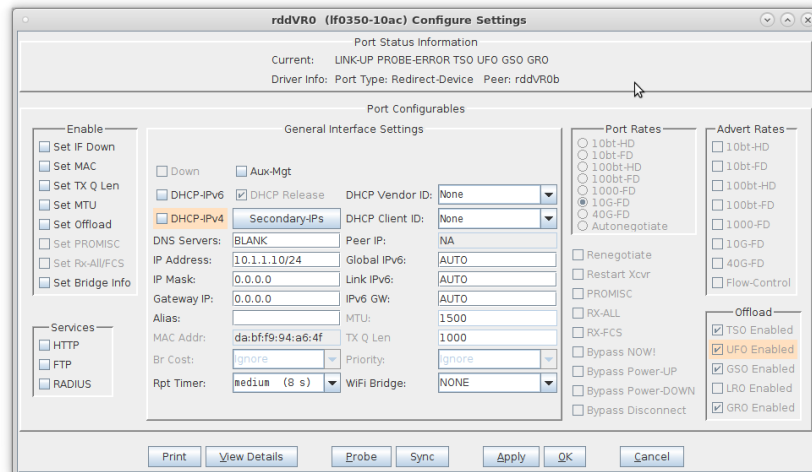 rddVR0 (lf0350-10ac) Configure Settings
Port Status Information
Current: LINK-UP PROBE-ERROR TSO UFO GSO GRO
Driver Info: Port Type: Redirect-Device Peer: rddVR0b
Port Configurables
Enable
Set IF Down
Set MAC
Set TX Q Len
Set MTU
Set Offload
Set PROMISC
Set Rx-All/FCS
Set Bridge Info
Services
HTTP
FTP
RADIUS
General Interface Settings
Down Aux-Mgt
DHCP-IPv6 DHCP Release DHCP Vendor ID: None
DHCP-IPv4 Secondary-IPs DHCP Client ID: None
DNS Servers: BLANK Peer IP: NA
IP Address: 10.1.1.10/24 Global IPv6: AUTO
IP Mask: 0.0.0.0 Link IPv6: AUTO
Gateway IP: 0.0.0.0 IPv6 GW: AUTO
Alias: MTU: 1500
MAC Addr: da:bf:f9:94:a6:4f TX Q Len 1000
Br Cost: Ignore Priority: Ignore
Rpt Timer: medium (8 s) WiFi Bridge: NONE
Port Rates
10bt-HD
10bt-FD
100bt-HD
100bt-FD
1000-FD
10G-FD
40G-FD
Autonegotiate
Renegotiate
Restart Xcvr
PROMISC
RX-ALL
RX-FCS
Bypass NOW!
Bypass Power-UP
Bypass Power-DOWN
Bypass Disconnect
Advert Rates
10bt-HD
10bt-FD
100bt-HD
100bt-FD
1000-FD
10G-FD
40G-FD
Flow-Control
Offload
TSO Enabled
UFO Enabled
GSO Enabled
LRO Enabled
GRO Enabled
Print View Details Probe Sync Apply OK Cancel